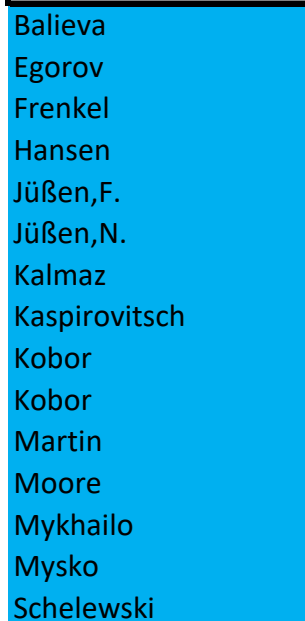 Balieva
Egorov
Frenkel
Hansen
Jüßen,F.
Jüßen,N.
Kalmaz
Kaspirovitsch
Kobor
Kobor
Martin
Moore
Mykhailo
Mysko
Schelewski